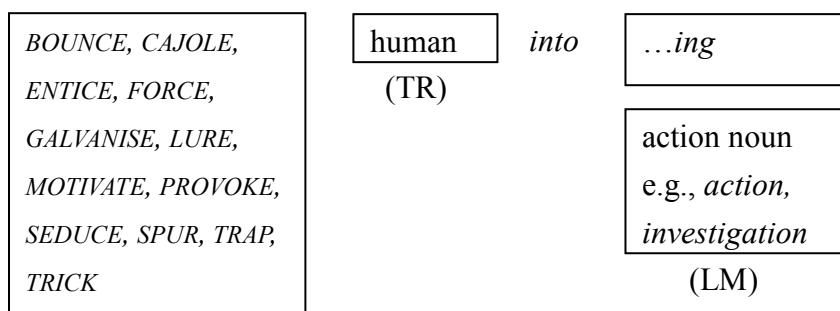 BOUNCE, CAJOLE,
ENTICE, FORCE,
GALVANISE, LURE,
MOTIVATE, PROVOKE,
SEDUCE, SPUR, TRAP,
TRICK
human
(TR)
into
…ing
action noun
e.g., action,
investigation
(LM)